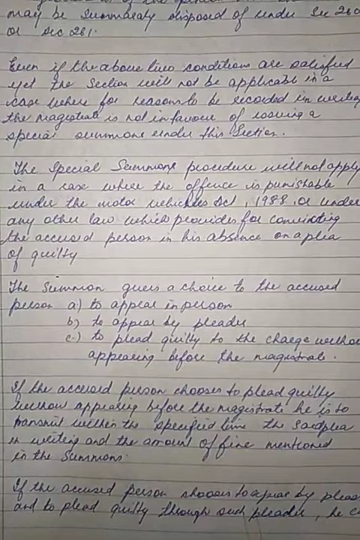 may be summarily disposed of under Sec 260
or Sec 261.
Even if the above two conditions are satisfied
yet the section will not be applicable in a
case where for reasons to be recorded in writing
the magistrate is not in favour of issuing a
special summons under this Section.
The Special Summons procedure will not apply
in a case where the offence is punishable
under the motor vehicles Act, 1988 or under
any other law which provides for convicting
the accused person in his absence on a plea
of guilty
The Summon gives a choice to the accused
person a) to appear in person
b) to appear by pleader
c) to plead guilty to the charge without
appearing before the magistrate.
If the accused person chooses to plead guilty
without appearing before the magistrate he is to
transmit within the specified time the said plea
in writing and the amount of fine mentioned
in the Summons.
If the accused person chooses to appear by
and to plead guilty through such pleader, he